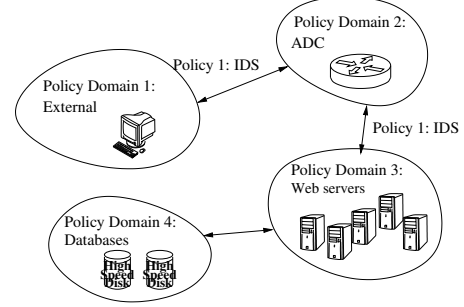 Policy Domain 2:
ADC
Policy 1: IDS
Policy Domain 1:
External
Policy 1: IDS
Policy Domain 3:
Web servers
Policy Domain 4:
Databases
High
Speed
Disk
High
Speed
Disk